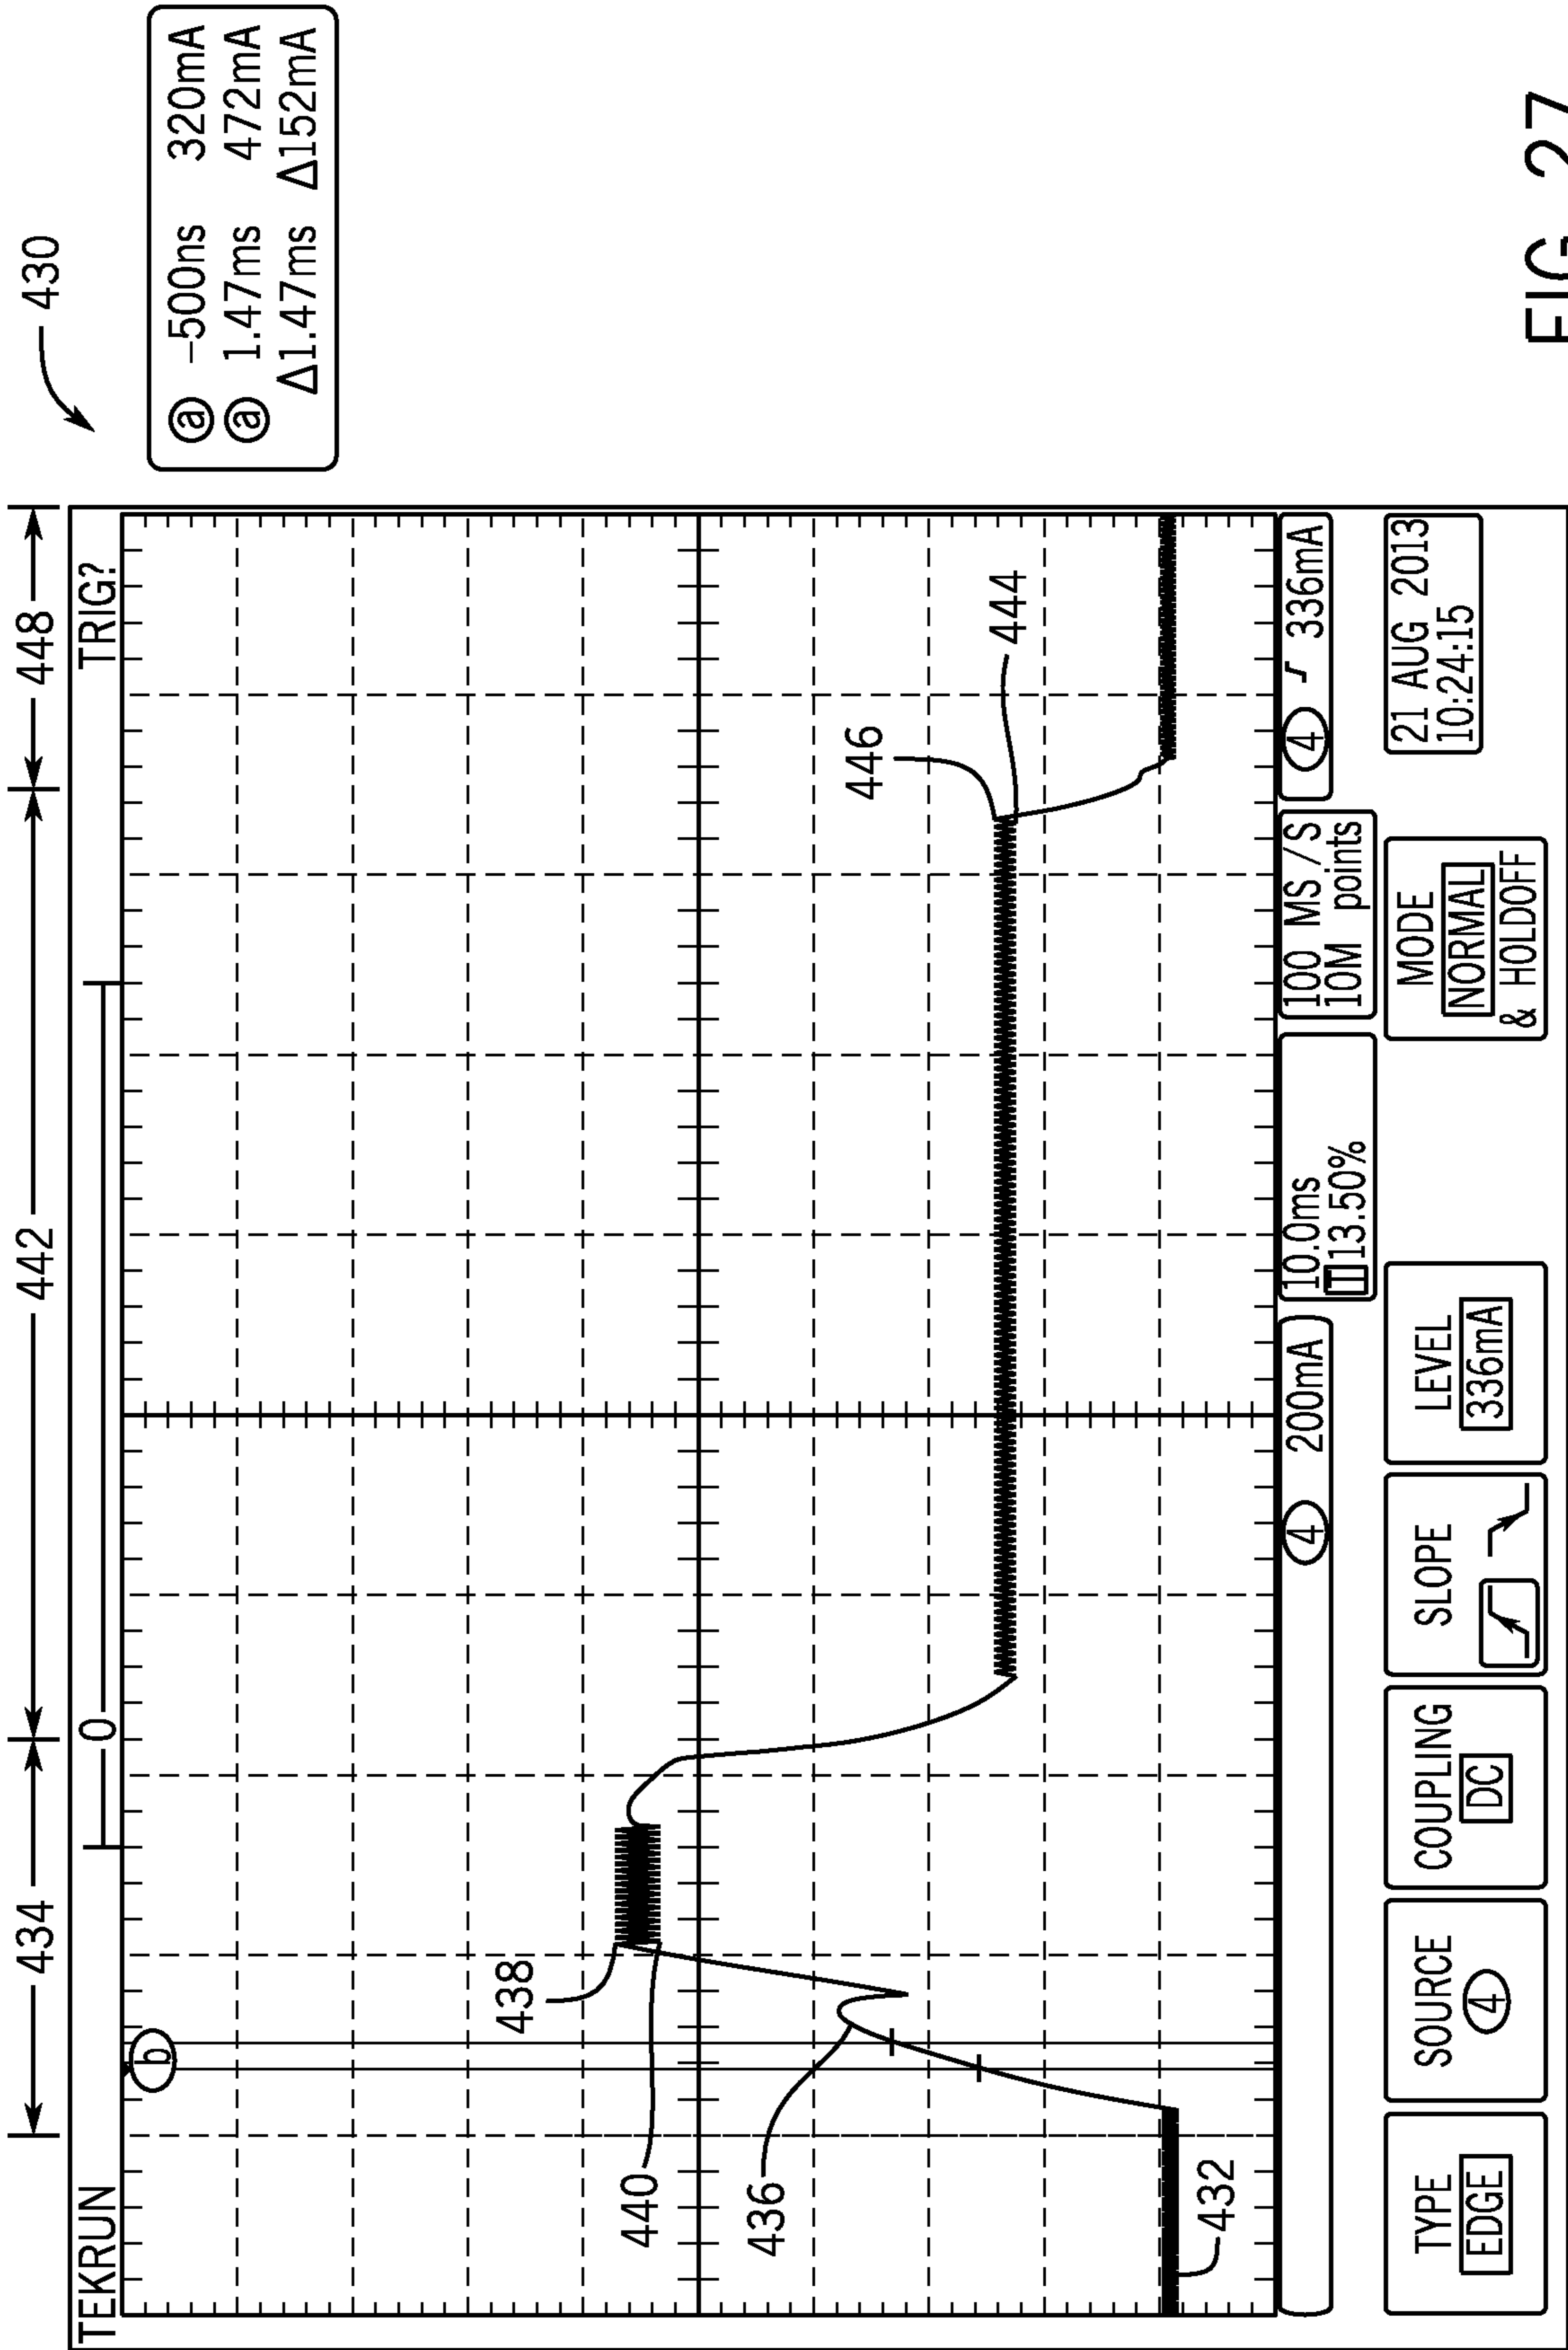 430
434
442
448
TEKRUN
0
TRIG?
ⓐ -500ns 320mA
ⓐ 1.47ms 472mA
Δ1.47ms Δ152mA
b
438
440
436
432
446
444
④ 200mA
10.0ms
T 13.50%
100 MS/S
10M points
④ 336mA
TYPE
EDGE
SOURCE
④
COUPLING
DC
SLOPE
LEVEL
336mA
MODE
NORMAL
& HOLDOFF
21 AUG 2013
10:24:15
FIG. 27